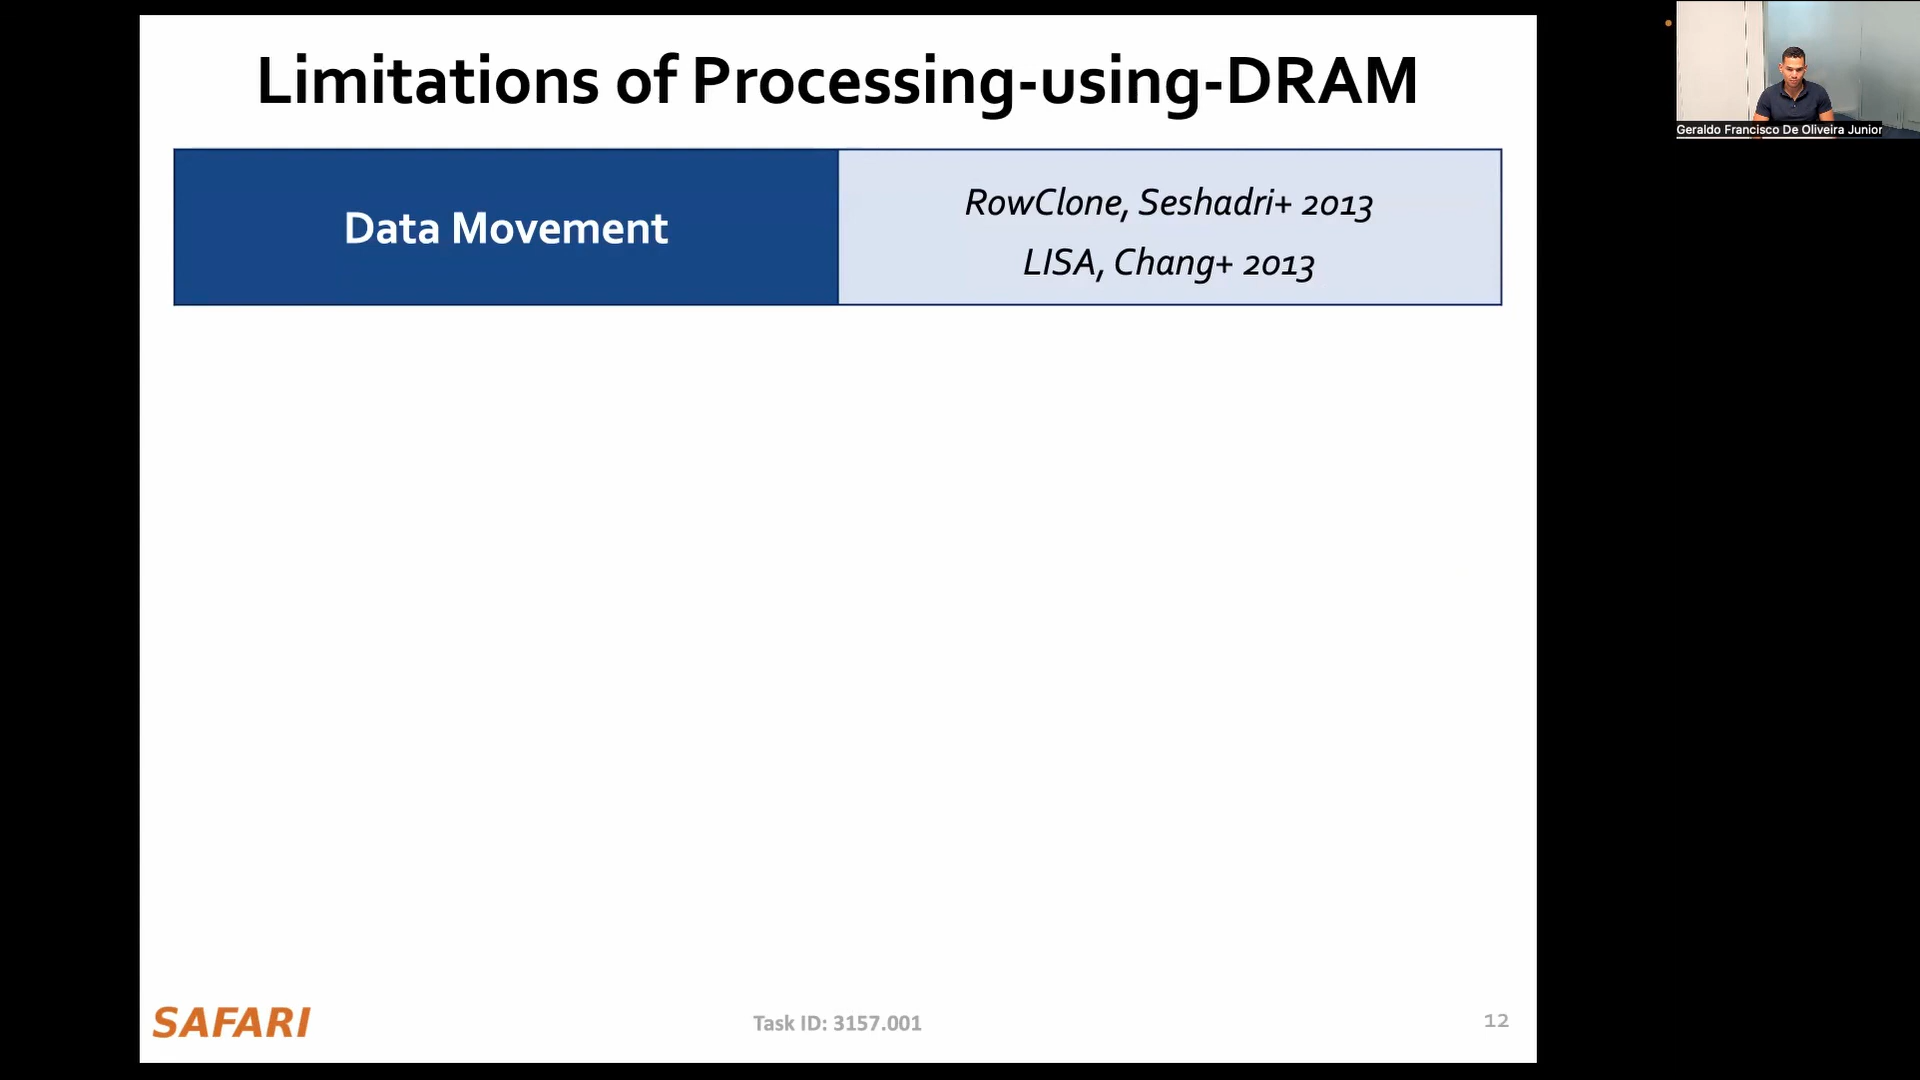 Limitations of Processing-using-DRAM
Geraldo Francisco De Oliveira Junior
Data Movement
RowClone, Seshadri+ 2013
LISA, Chang+ 2013
SAFARI
Task ID: 3157.001
12